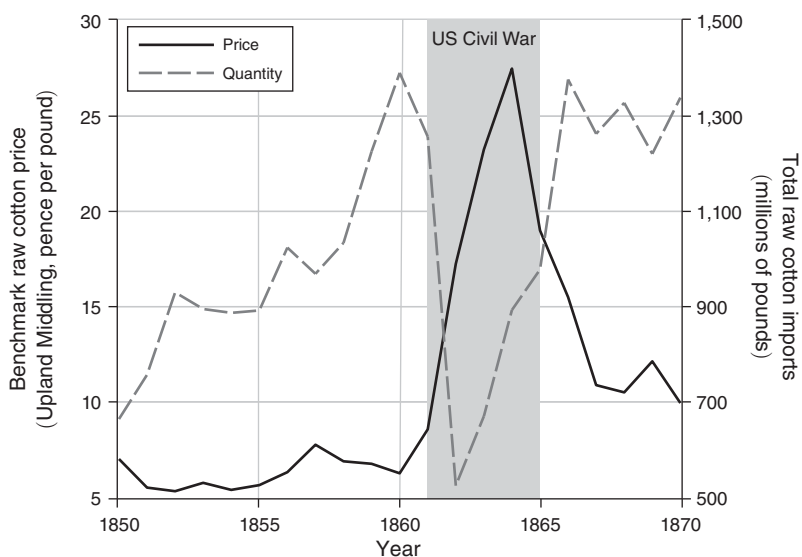 30
25
20
15
10
5
1,500
1,300
1,100
900
700
500
Price
Quantity
US Civil War
Benchmark raw cotton price
(Upland Middling, pence per pound)
Total raw cotton imports
(millions of pounds)
1850
1855
1860
1865
1870
Year